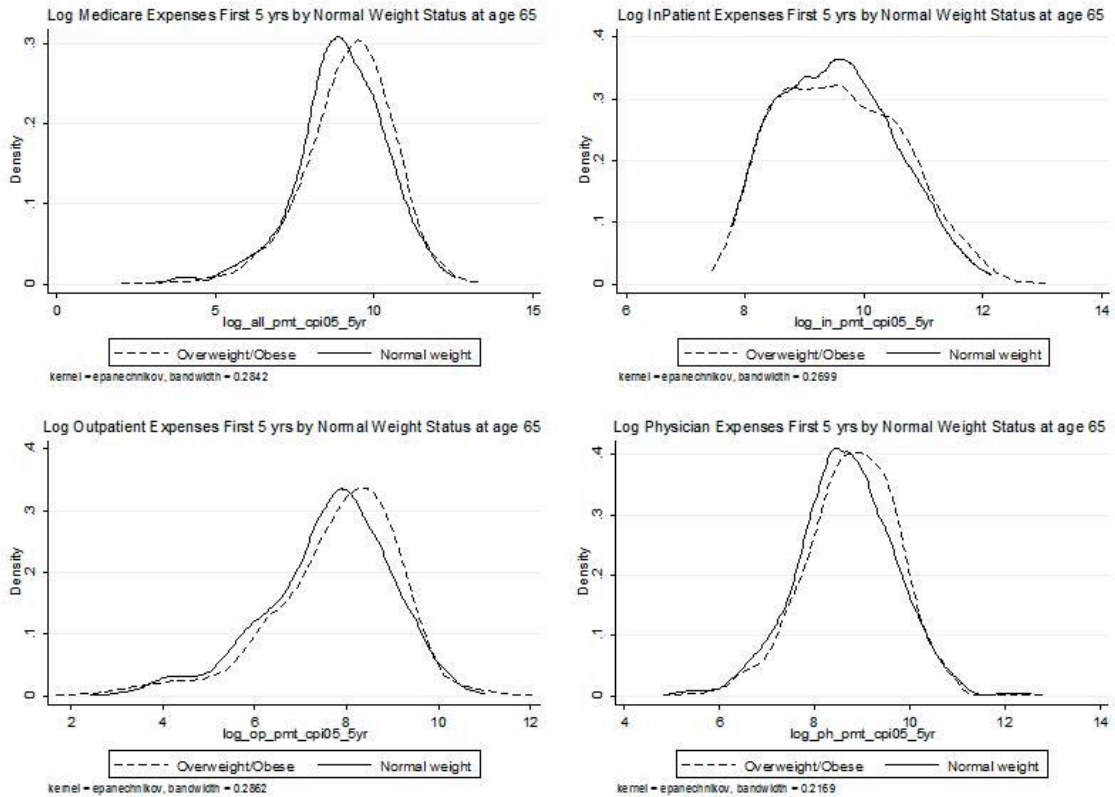 Log Medicare Expenses First 5 yrs by Normal Weight Status at age 65
Density
0 .1 .2 .3
0 5 10 15
log_all_pmt_cpi05_5yr
Overweight/Obese Normal weight
kernel = epanechnikov, bandwidth = 0.2842
Log InPatient Expenses First 5 yrs by Normal Weight Status at age 65
Density
0 .1 .2 .3 .4
6 8 10 12 14
log_in_pmt_cpi05_5yr
Overweight/Obese Normal weight
kernel = epanechnikov, bandwidth = 0.2699
Log Outpatient Expenses First 5 yrs by Normal Weight Status at age 65
Density
0 .1 .2 .3 .4
2 4 6 8 10 12
log_op_pmt_cpi05_5yr
Overweight/Obese Normal weight
kernel = epanechnikov, bandwidth = 0.2862
Log Physician Expenses First 5 yrs by Normal Weight Status at age 65
Density
0 .1 .2 .3 .4
4 6 8 10 12 14
log_ph_pmt_cpi05_5yr
Overweight/Obese Normal weight
kernel = epanechnikov, bandwidth = 0.2169